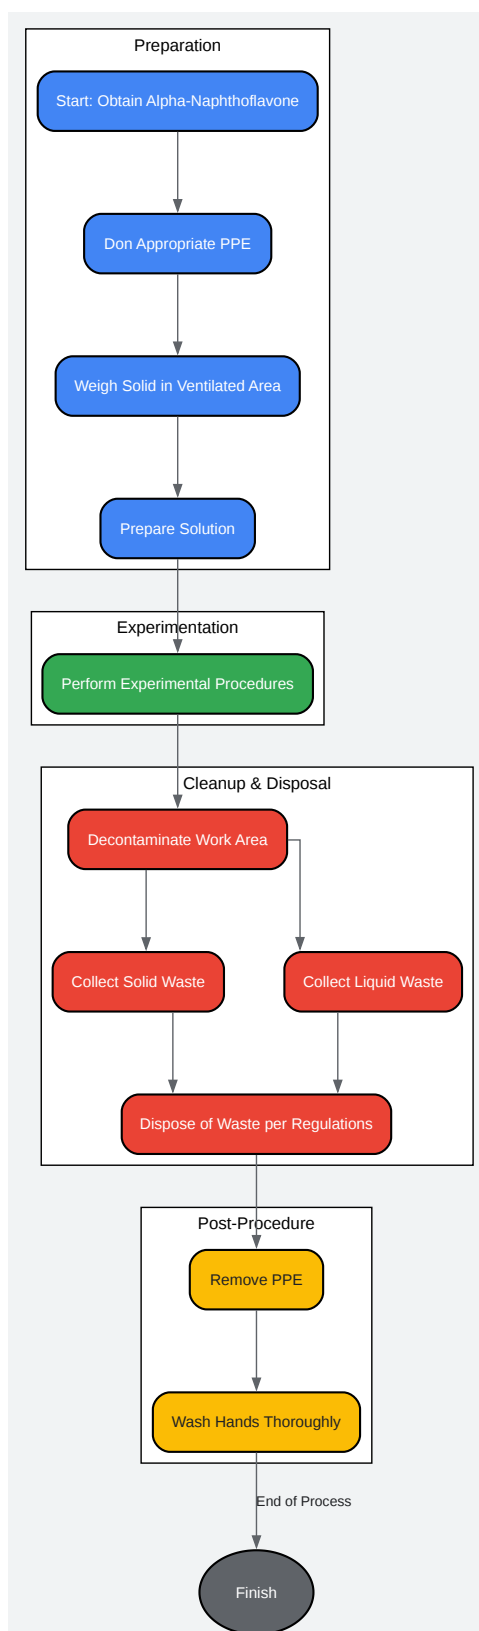 Preparation
Start: Obtain Alpha-Naphthoflavone
Don Appropriate PPE
Weigh Solid in Ventilated Area
Prepare Solution
Experimentation
Perform Experimental Procedures
Cleanup & Disposal
Decontaminate Work Area
Collect Solid Waste
Collect Liquid Waste
Dispose of Waste per Regulations
Post-Procedure
Remove PPE
Wash Hands Thoroughly
End of Process
Finish